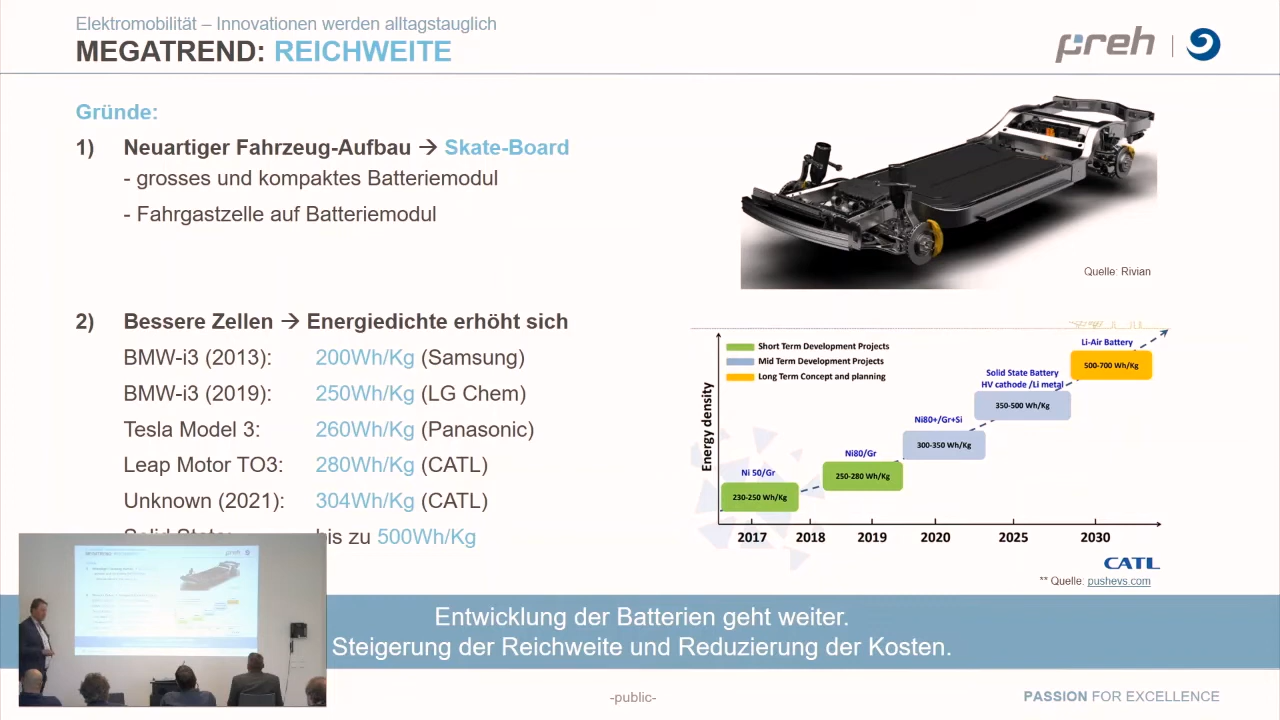 Elektromobilität – Innovationen werden alltagstauglich
MEGATREND: REICHWEITE
preh
Gründe:
1) Neuartiger Fahrzeug-Aufbau → Skate-Board
- grosses und kompaktes Batteriemodul
- Fahrgastzelle auf Batteriemodul
Quelle: Rivian
2) Bessere Zellen → Energiedichte erhöht sich
BMW-i3 (2013): 200Wh/Kg (Samsung)
BMW-i3 (2019): 250Wh/Kg (LG Chem)
Tesla Model 3: 260Wh/Kg (Panasonic)
Leap Motor TO3: 280Wh/Kg (CATL)
Unknown (2021): 304Wh/Kg (CATL)
Solid State: bis zu 500Wh/Kg
Short Term Development Projects
Mid Term Development Projects
Long Term Concept and planning
Energy density
Li-Air Battery
500-700 Wh/Kg
Solid State Battery
HV cathode /Li metal
350-500 Wh/Kg
Ni80+/Gr+Si
300-350 Wh/Kg
Ni80/Gr
250-280 Wh/Kg
Ni 50/Gr
230-250 Wh/Kg
2017 2018 2019 2020 2025 2030
CATL
** Quelle: pushevs.com
Entwicklung der Batterien geht weiter.
Steigerung der Reichweite und Reduzierung der Kosten.
-public-
PASSION FOR EXCELLENCE